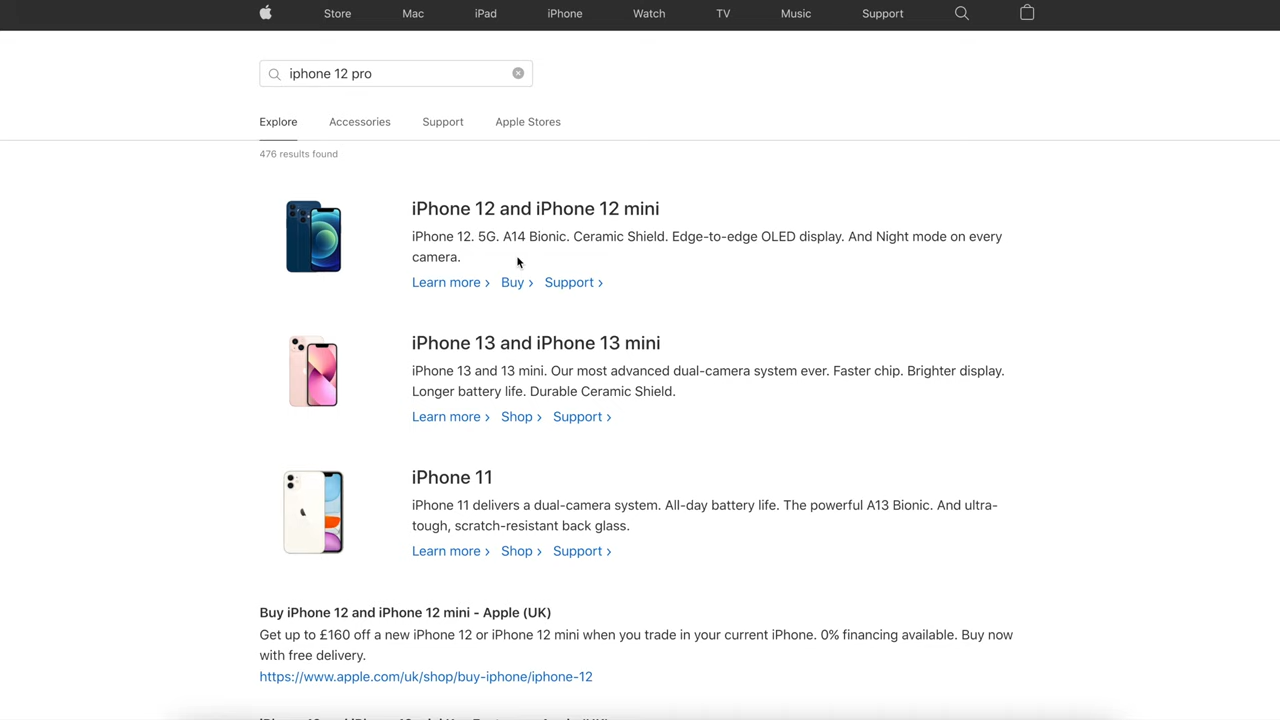 Store Mac iPad iPhone Watch TV Music Support
iphone 12 pro
Explore Accessories Support Apple Stores
476 results found
iPhone 12 and iPhone 12 mini
iPhone 12. 5G. A14 Bionic. Ceramic Shield. Edge-to-edge OLED display. And Night mode on every
camera.
Learn more › Buy › Support ›
iPhone 13 and iPhone 13 mini
iPhone 13 and 13 mini. Our most advanced dual-camera system ever. Faster chip. Brighter display.
Longer battery life. Durable Ceramic Shield.
Learn more › Shop › Support ›
iPhone 11
iPhone 11 delivers a dual-camera system. All-day battery life. The powerful A13 Bionic. And ultra-
tough, scratch-resistant back glass.
Learn more › Shop › Support ›
Buy iPhone 12 and iPhone 12 mini - Apple (UK)
Get up to £160 off a new iPhone 12 or iPhone 12 mini when you trade in your current iPhone. 0% financing available. Buy now
with free delivery.
https://www.apple.com/uk/shop/buy-iphone/iphone-12